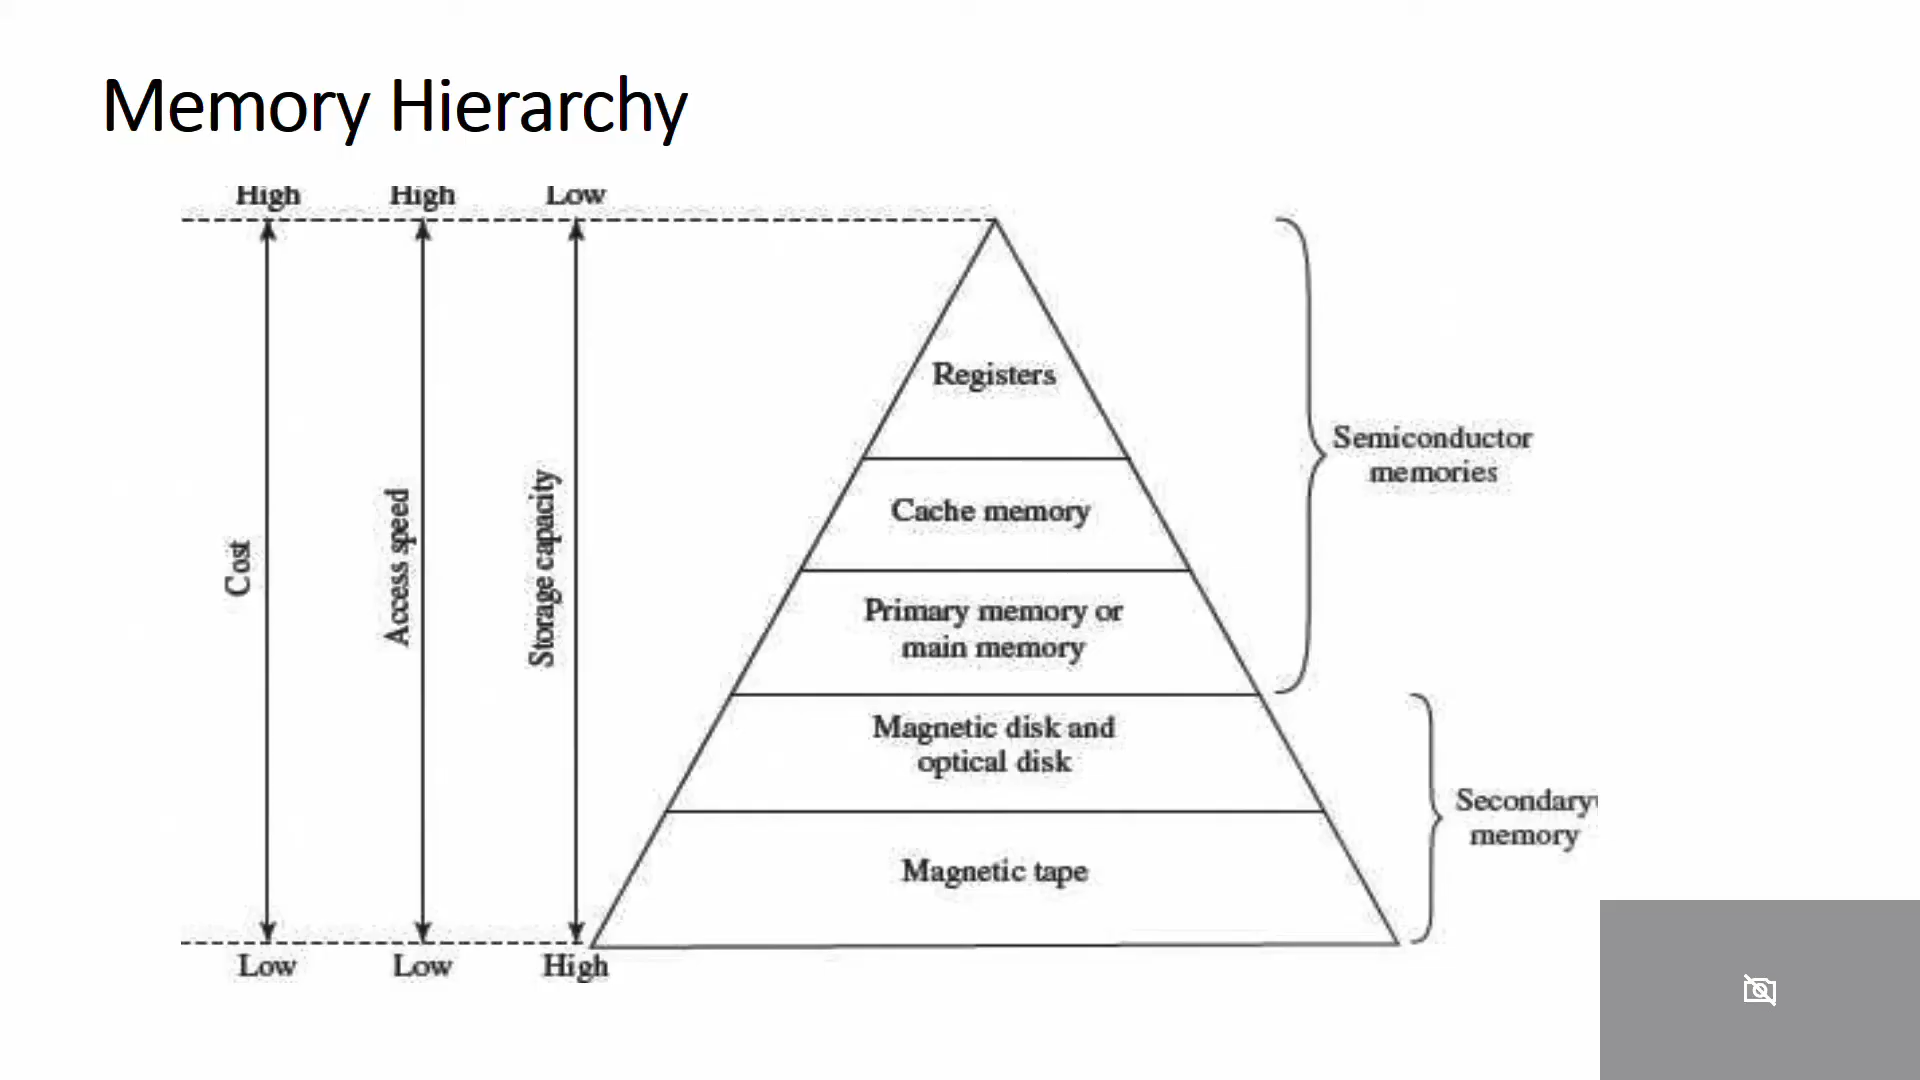 Memory Hierarchy
High High Low
Registers
Semiconductor
memories
Cache memory
Cost
Access speed
Storage capacity
Primary memory or
main memory
Magnetic disk and
optical disk
Secondary
memory
Magnetic tape
Low Low High